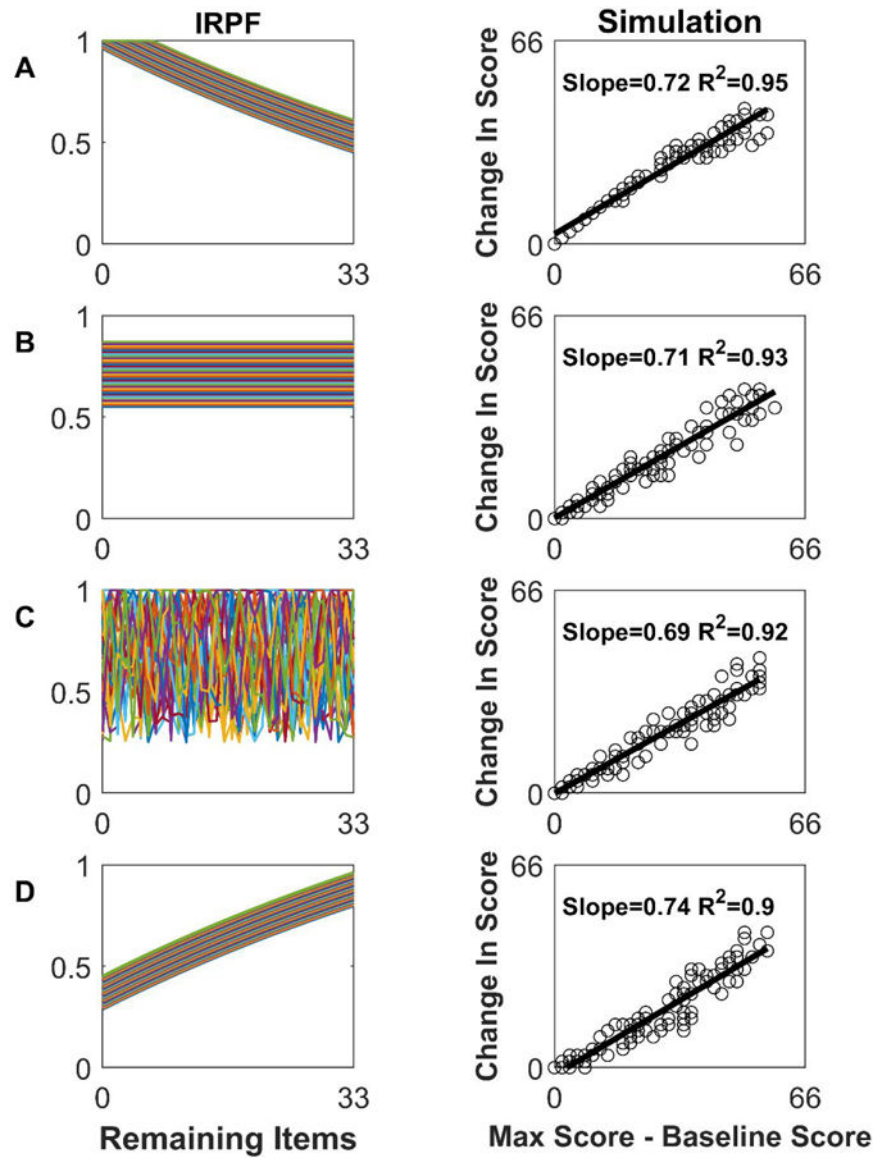 IRPF Simulation
A 1 0.5 0 0 33 66 0 0 66 Change In Score Slope=0.72 R²=0.95
B 1 0.5 0 0 33 66 0 0 66 Change In Score Slope=0.71 R²=0.93
C 1 0.5 0 0 33 66 0 0 66 Change In Score Slope=0.69 R²=0.92
D 1 0.5 0 0 33 66 0 0 66 Change In Score Slope=0.74 R²=0.9
Remaining Items Max Score - Baseline Score